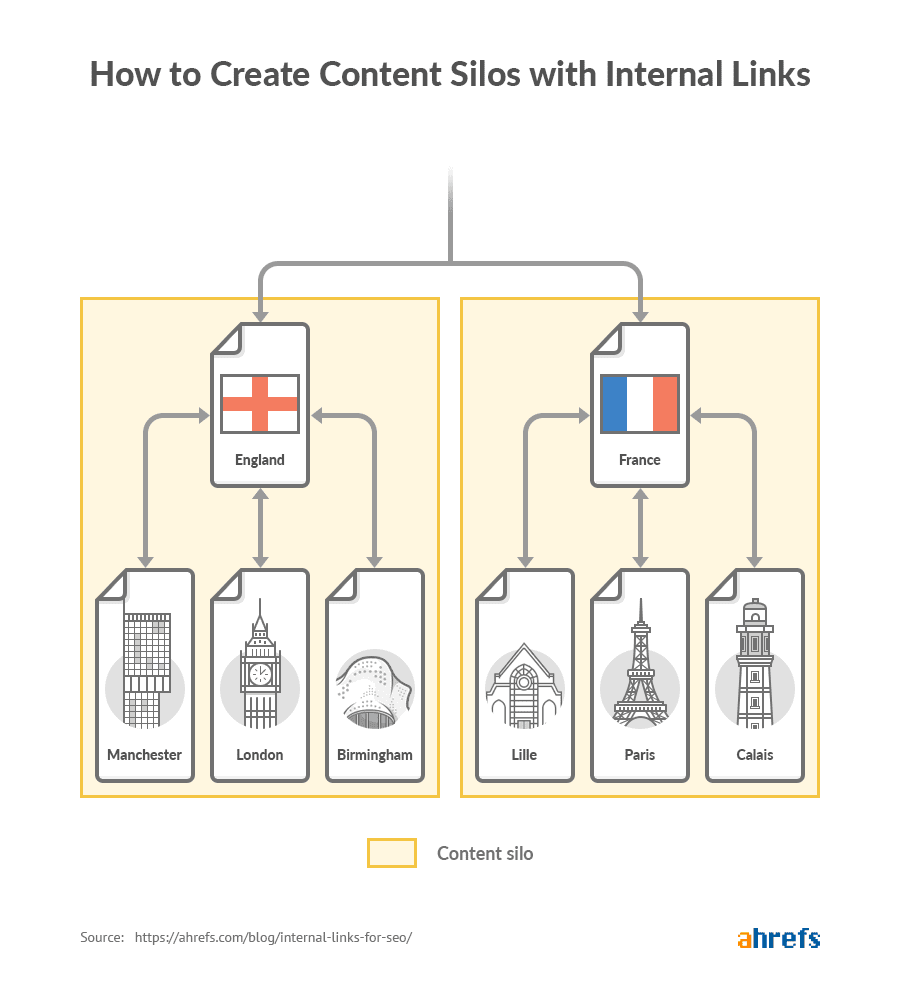 How to Create Content Silos with Internal Links
England
France
Manchester
London
Birmingham
Lille
Paris
Calais
Content silo
Source: https://ahrefs.com/blog/internal-links-for-seo/
ahrefs